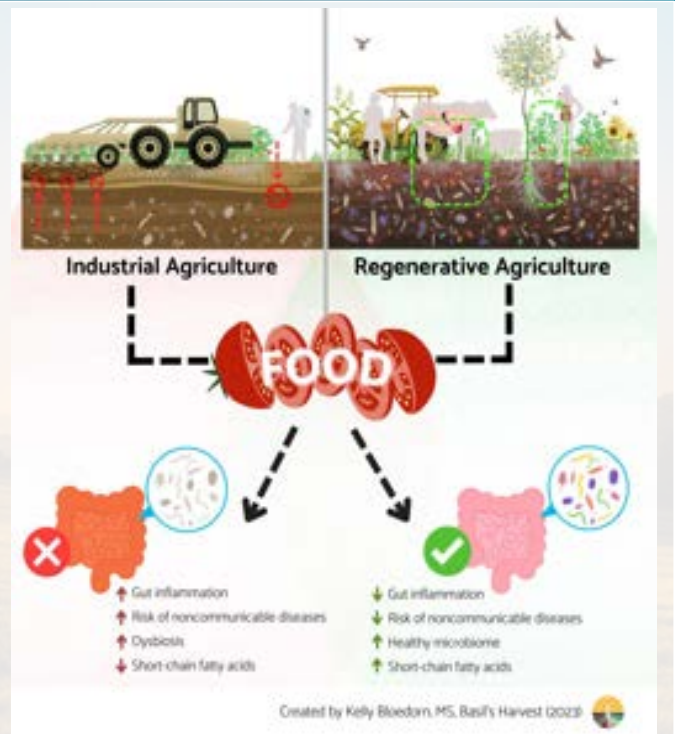 Industrial Agriculture
Regenerative Agriculture
FOOD
Gut inflammation
Risk of noncommunicable diseases
Dysbiosis
Short-chain fatty acids
Gut inflammation
Risk of noncommunicable diseases
Healthy microbiome
Short-chain fatty acids
Created by Kelly Bloedorn, MS, Basil's Harvest (2023)